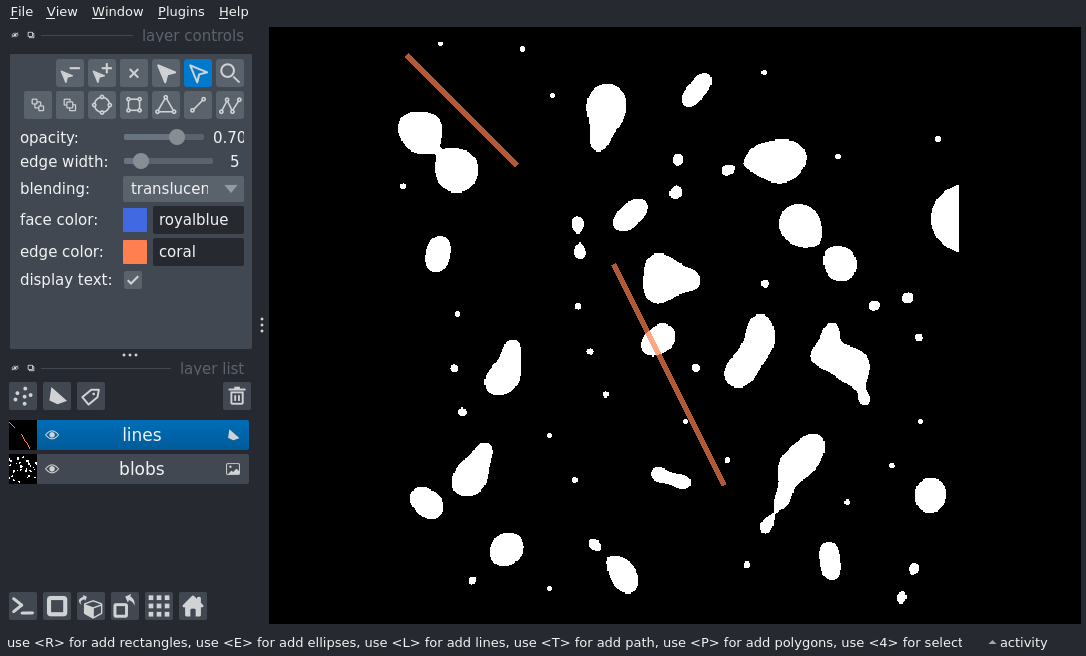 File View Window Plugins Help
layer controls
opacity: 0.70
edge width: 5
blending: translucen
face color: royalblue
edge color: coral
display text:
layer list
lines
blobs
use <R> for add rectangles, use <E> for add ellipses, use <L> for add lines, use <T> for add path, use <P> for add polygons, use <4> for select
activity